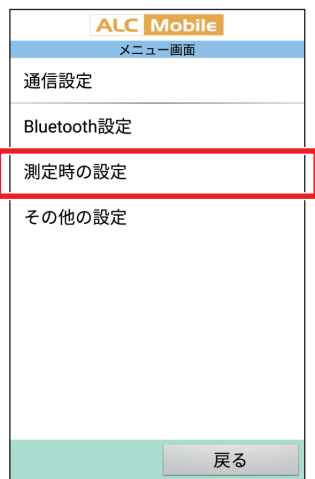 ALC Mobile
メニュー画面
通信設定
Bluetooth設定
測定時の設定
その他の設定
戻る